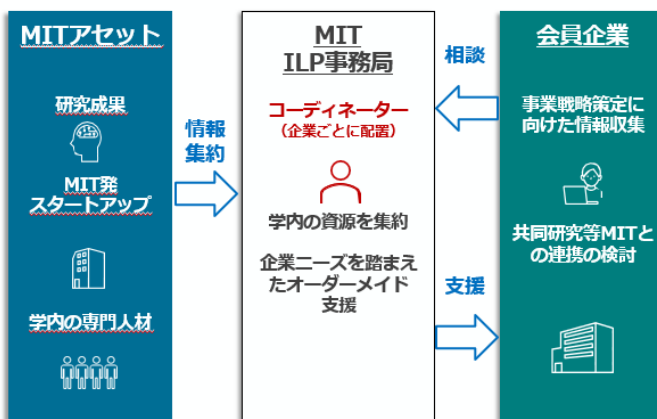 MITアセット
研究成果
MIT発
スタートアップ
学内の専門人材
情報
集約
MIT
ILP事務局
コーディネーター
（企業ごとに配置）
学内の資源を集約
企業ニーズを踏まえ
たオーダーメイド
支援
相談
支援
会員企業
事業戦略策定に
向けた情報収集
共同研究等MITと
の連携の検討